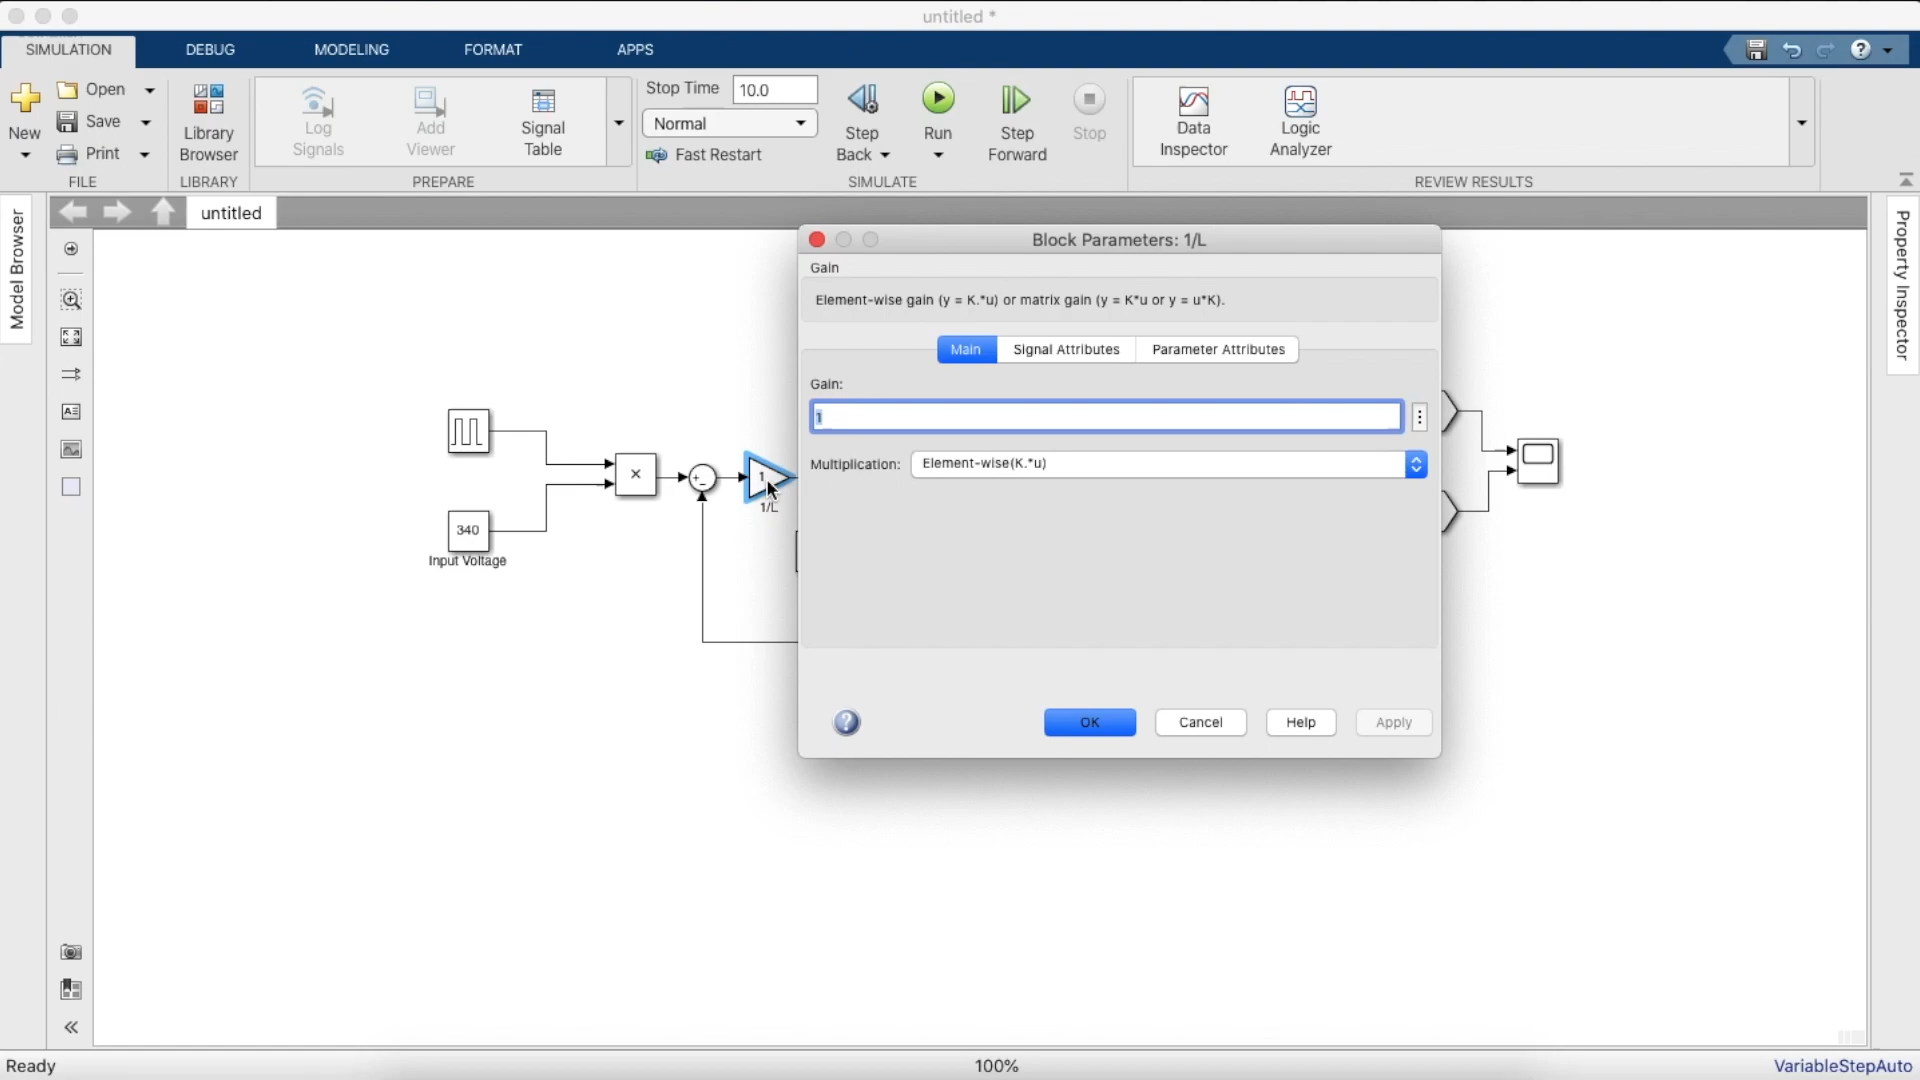 untitled *
SIMULATION DEBUG MODELING FORMAT APPS
New
Open
Save
Print
FILE
Library
Browser
LIBRARY
Log
Signals
Add
Viewer
Signal
Table
PREPARE
Stop Time 10.0
Normal
Fast Restart
Step
Back
Run
Step
Forward
Stop
SIMULATE
Data
Inspector
Logic
Analyzer
REVIEW RESULTS
Model Browser
untitled
Property Inspector
Block Parameters: 1/L
Gain
Element-wise gain (y = K.*u) or matrix gain (y = K*u or y = u*K).
Main Signal Attributes Parameter Attributes
Gain:
1
Multiplication: Element-wise(K.*u)
OK Cancel Help Apply
×
+
-
1
1/L
340
Input Voltage
Ready 100% VariableStepAuto